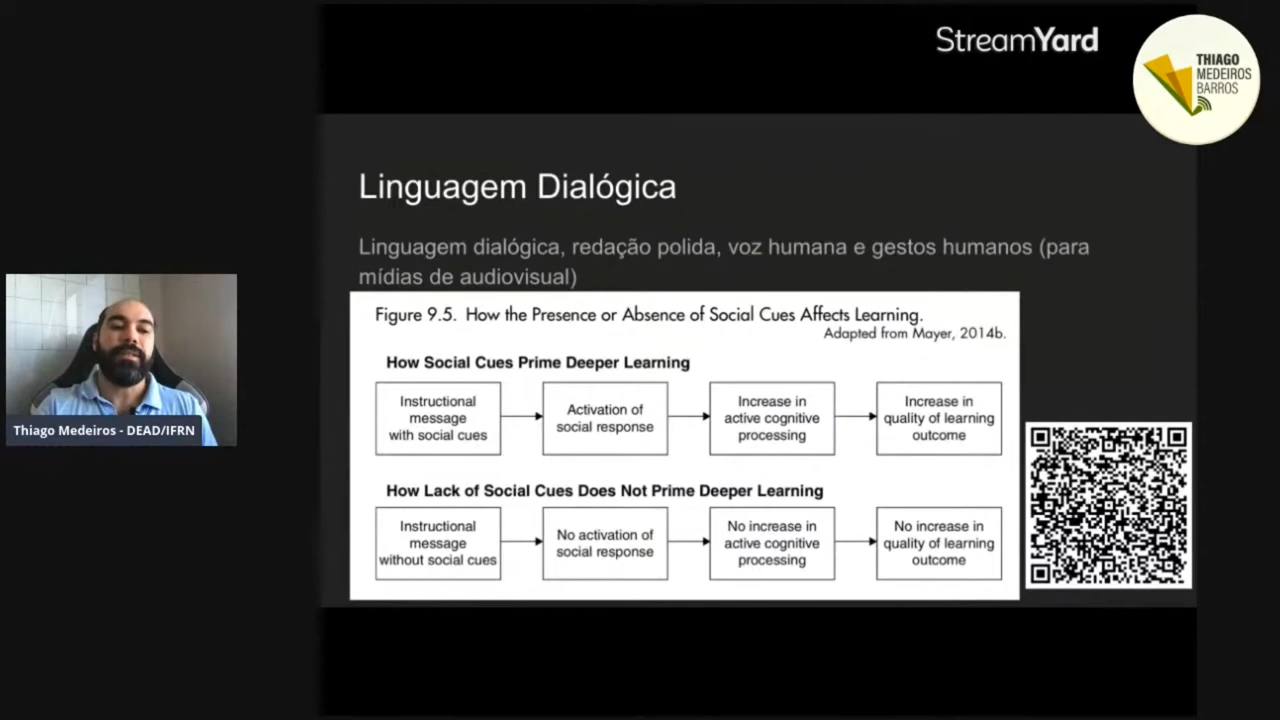 StreamYard
THIAGO
MEDEIROS
BARROS
Linguagem Dialógica
Linguagem dialógica, redação polida, voz humana e gestos humanos (para
mídias de audiovisual)
Figure 9.5. How the Presence or Absence of Social Cues Affects Learning.
Adapted from Mayer, 2014b.
How Social Cues Prime Deeper Learning
Instructional
message
with social cues
Activation of
social response
Increase in
active cognitive
processing
Increase in
quality of learning
outcome
How Lack of Social Cues Does Not Prime Deeper Learning
Instructional
message
without social cues
No activation of
social response
No increase in
active cognitive
processing
No increase in
quality of learning
outcome
Thiago Medeiros - DEAD/IFRN